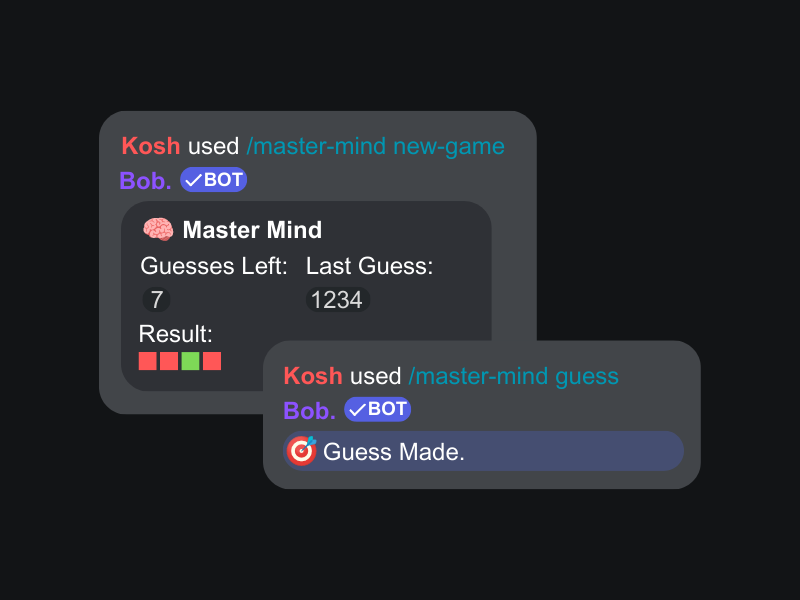 Kosh used /master-mind new-game
Bob. ✓BOT
🧠 Master Mind
Guesses Left: Last Guess:
7 1234
Result:
Kosh used /master-mind guess
Bob. ✓BOT
🎯 Guess Made.